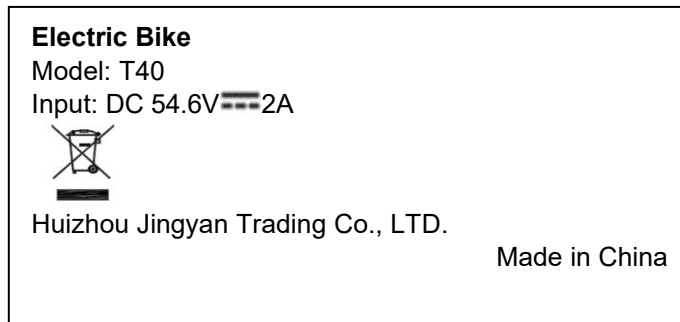 Electric Bike
Model: T40
Input: DC 54.6V⎓2A
Huizhou Jingyan Trading Co., LTD.
Made in China